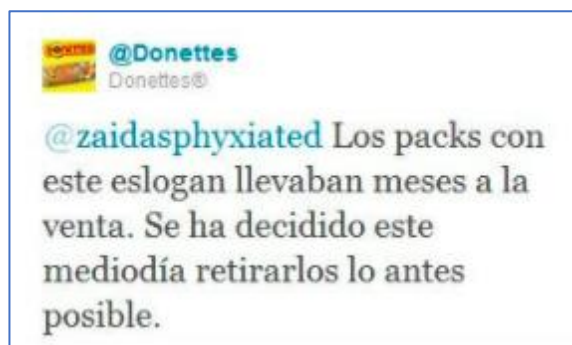 DONETTES
@Donettes
Donettes®
@zaidasphyxiated Los packs con
este eslogan llevaban meses a la
venta. Se ha decidido este
mediodía retirarlos lo antes
posible.